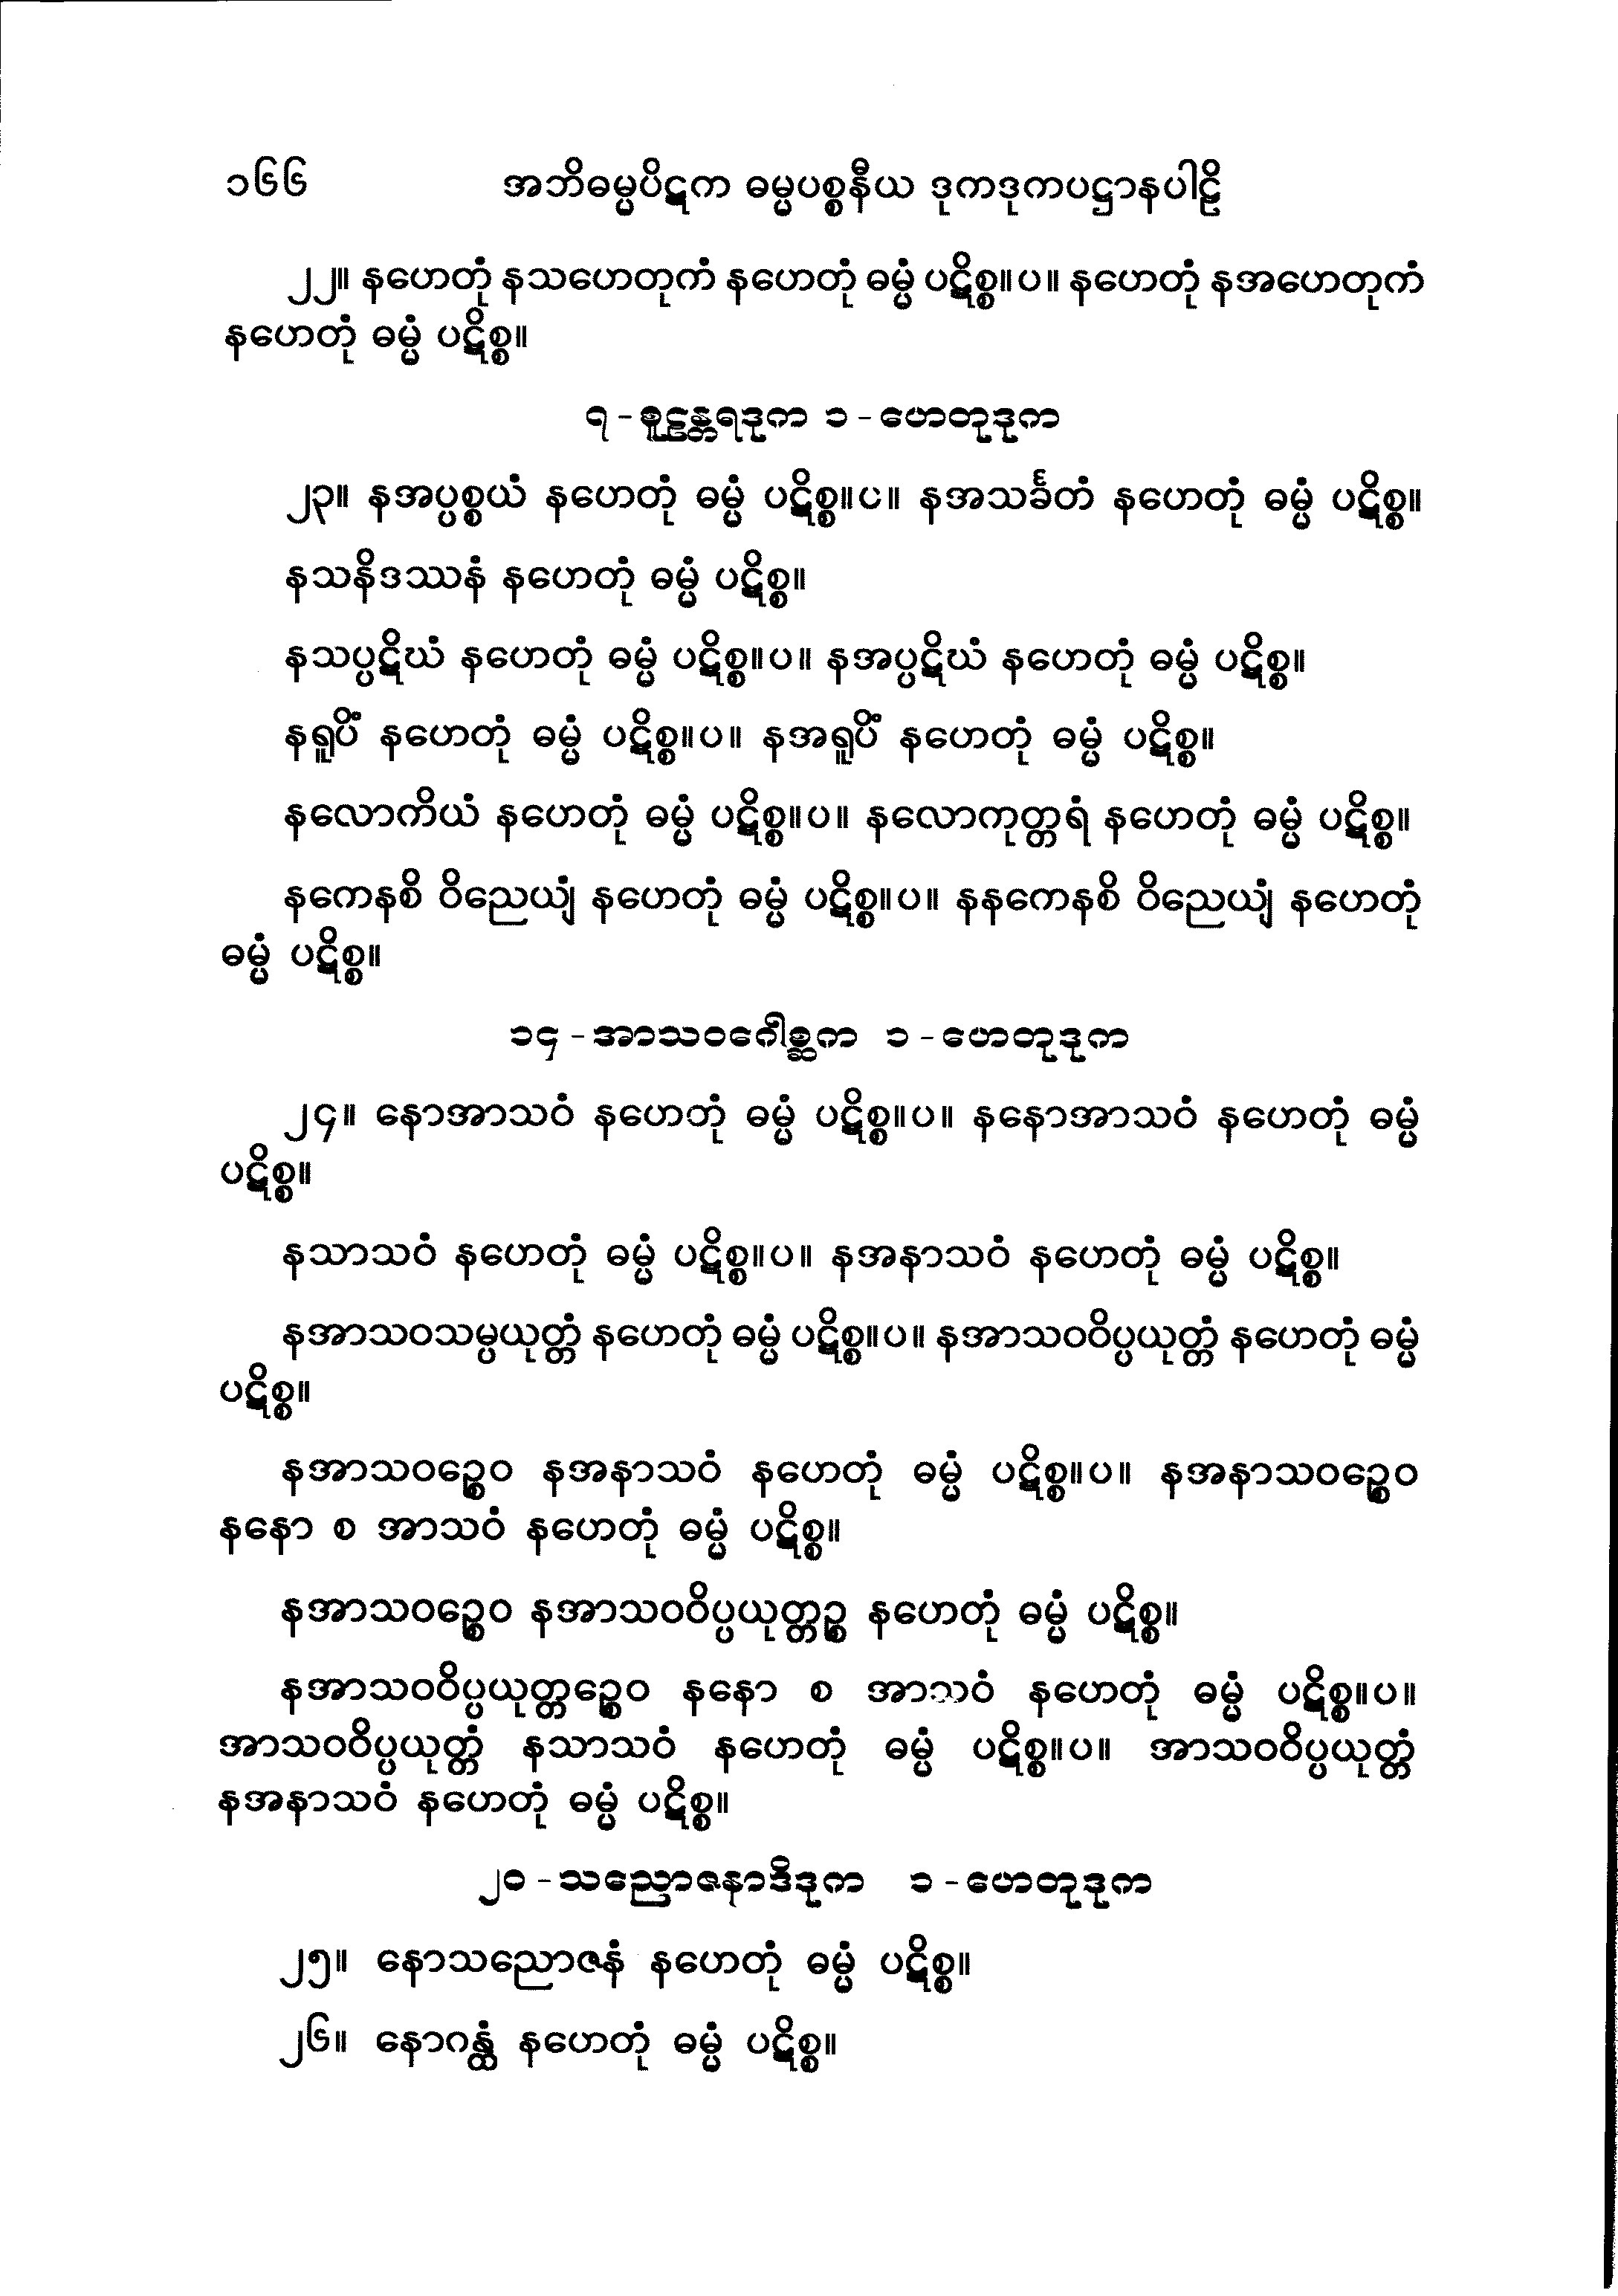 ၁၆၆ အဘိဓမ္မပိဋက ဓမ္မပစ္စနီယ ဒုကဒုကပဋ္ဌာနပါဠိ
၂၂။ နဟေတုံ နသဟေတုကံ နဟေတုံ ဓမ္မံ ပဋိစ္စ။ပ။ နဟေတုံ နအဟေတုကံ
နဟေတုံ ဓမ္မံ ပဋိစ္စ။
၇ - စူဠန္တရဒုက ၁ - ဟေတုဒုက
၂၃။ နအပ္ပစ္စယံ နဟေတုံ ဓမ္မံ ပဋိစ္စ။ပ။ နအသင်္ခတံ နဟေတုံ ဓမ္မံ ပဋိစ္စ။
နသနိဒဿနံ နဟေတုံ ဓမ္မံ ပဋိစ္စ။
နသပ္ပဋိဃံ နဟေတုံ ဓမ္မံ ပဋိစ္စ။ပ။ နအပ္ပဋိဃံ နဟေတုံ ဓမ္မံ ပဋိစ္စ။
နရူပိံ နဟေတုံ ဓမ္မံ ပဋိစ္စ။ပ။ နအရူပိံ နဟေတုံ ဓမ္မံ ပဋိစ္စ။
နလောကိယံ နဟေတုံ ဓမ္မံ ပဋိစ္စ။ပ။ နလောကုတ္တရံ နဟေတုံ ဓမ္မံ ပဋိစ္စ။
နကေနစိ ဝိညေယျံ နဟေတုံ ဓမ္မံ ပဋိစ္စ။ပ။ နနကေနစိ ဝိညေယျံ နဟေတုံ
ဓမ္မံ ပဋိစ္စ။
၁၄ - အာသဝဂေါစ္ဆက ၁ - ဟေတုဒုက
၂၄။ နောအာသဝံ နဟေတုံ ဓမ္မံ ပဋိစ္စ။ပ။ နနောအာသဝံ နဟေတုံ ဓမ္မံ
ပဋိစ္စ။
နသာသဝံ နဟေတုံ ဓမ္မံ ပဋိစ္စ။ပ။ နအနာသဝံ နဟေတုံ ဓမ္မံ ပဋိစ္စ။
နအာသဝသမ္ပယုတ္တံ နဟေတုံ ဓမ္မံ ပဋိစ္စ။ပ။ နအာသဝဝိပ္ပယုတ္တံ နဟေတုံ ဓမ္မံ
ပဋိစ္စ။
နအာသဝဉ္စေဝ နအနာသဝံ နဟေတုံ ဓမ္မံ ပဋိစ္စ။ပ။ နအနာသဝဉ္စေဝ
နနော စ အာသဝံ နဟေတုံ ဓမ္မံ ပဋိစ္စ။
နအာသဝဉ္စေဝ နအာသဝဝိပ္ပယုတ္တဉ္စ နဟေတုံ ဓမ္မံ ပဋိစ္စ။
နအာသဝဝိပ္ပယုတ္တဉ္စေဝ နနော စ အာသဝံ နဟေတုံ ဓမ္မံ ပဋိစ္စ။ပ။
အာသဝဝိပ္ပယုတ္တံ နသာသဝံ နဟေတုံ ဓမ္မံ ပဋိစ္စ။ပ။ အာသဝဝိပ္ပယုတ္တံ
နအနာသဝံ နဟေတုံ ဓမ္မံ ပဋိစ္စ။
၂၀ - သညောဇနာဒိဒုက ၁ - ဟေတုဒုက
၂၅။ နောသညောဇနံ နဟေတုံ ဓမ္မံ ပဋိစ္စ။
၂၆။ နောဂန္ထံ နဟေတုံ ဓမ္မံ ပဋိစ္စ။